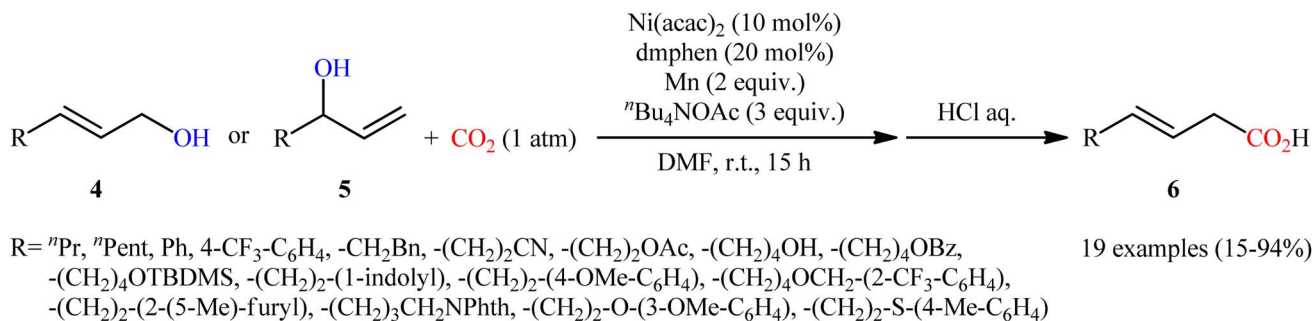 Ni(acac)₂ (10 mol%)
dmphen (20 mol%)
Mn (2 equiv.)
ⁿBu₄NOAc (3 equiv.)
DMF, r.t., 15 h
R
OH
or
OH
R
+ CO₂ (1 atm)
HCl aq.
R
CO₂H
4
5
6
R= ⁿPr, ⁿPent, Ph, 4-CF₃-C₆H₄, -CH₂Bn, -(CH₂)₂CN, -(CH₂)₂OAc, -(CH₂)₄OH, -(CH₂)₄OBz,
-(CH₂)₄OTBDMS, -(CH₂)₂-(1-indolyl), -(CH₂)₂-(4-OMe-C₆H₄), -(CH₂)₄OCH₂-(2-CF₃-C₆H₄),
-(CH₂)₂-(2-(5-Me)-furyl), -(CH₂)₃CH₂NPhth, -(CH₂)₂-O-(3-OMe-C₆H₄), -(CH₂)₂-S-(4-Me-C₆H₄)
19 examples (15-94%)